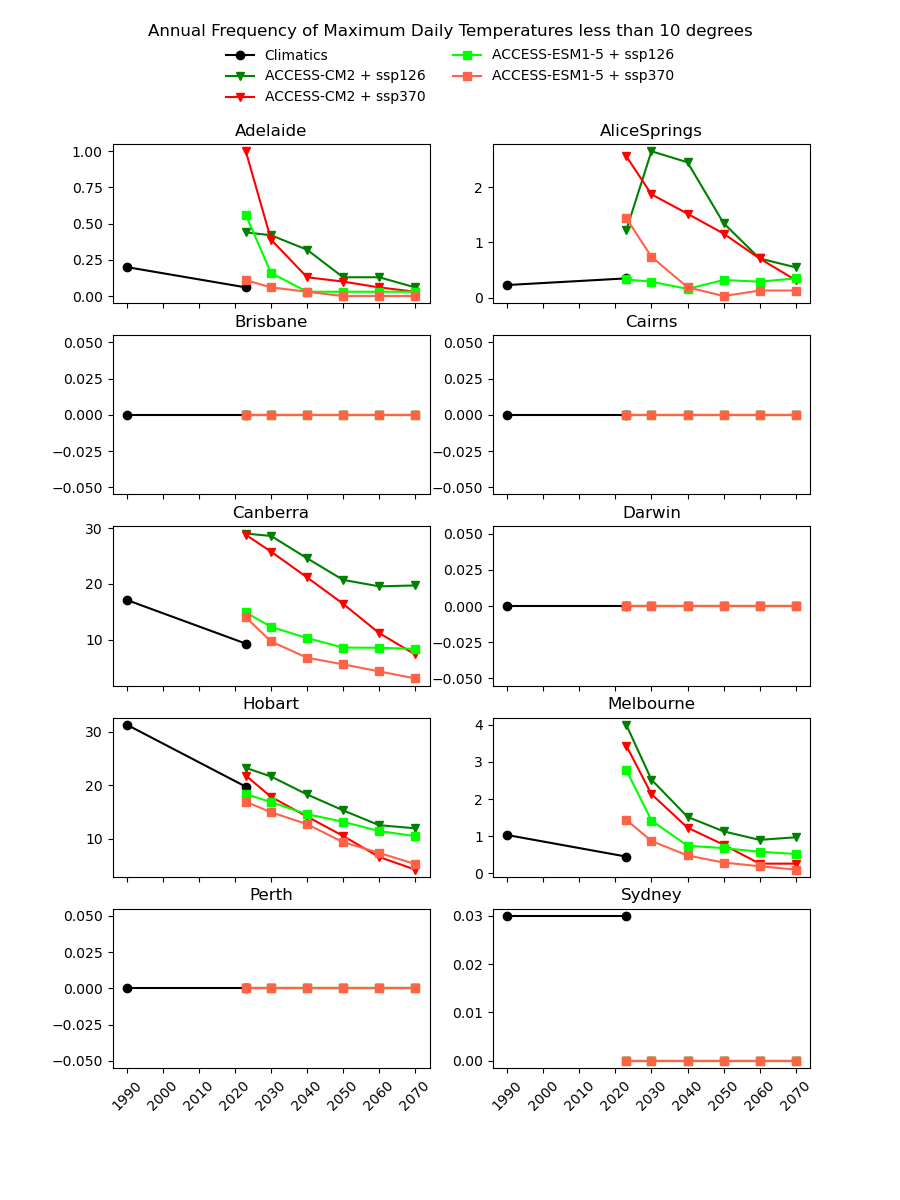 Annual Frequency of Maximum Daily Temperatures less than 10 degrees
Climatics
ACCESS-CM2 + ssp126
ACCESS-CM2 + ssp370
ACCESS-ESM1-5 + ssp126
ACCESS-ESM1-5 + ssp370
Adelaide
1.00
0.75
0.50
0.25
0.00
AliceSprings
2
1
0
Brisbane
0.050
0.025
0.000
−0.025
−0.050
Cairns
0.050
0.025
0.000
−0.025
−0.050
Canberra
30
20
10
Darwin
0.050
0.025
0.000
−0.025
−0.050
Hobart
30
20
10
Melbourne
4
3
2
1
0
Perth
0.050
0.025
0.000
−0.025
−0.050
1990 2000 2010 2020 2030 2040 2050 2060 2070
Sydney
0.03
0.02
0.01
0.00
1990 2000 2010 2020 2030 2040 2050 2060 2070